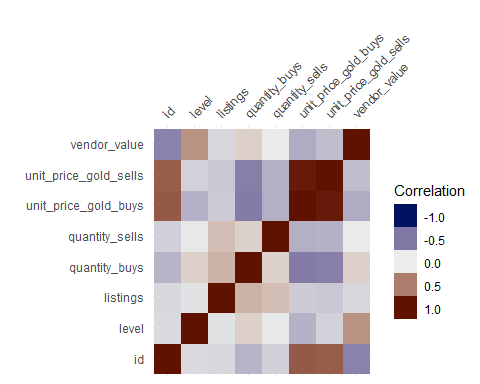 id
level
listings
quantity_buys
quantity_sells
unit_price_gold_buys
unit_price_gold_sells
vendor_value
vendor_value
unit_price_gold_sells
unit_price_gold_buys
quantity_sells
quantity_buys
listings
level
id
Correlation
-1.0
-0.5
0.0
0.5
1.0